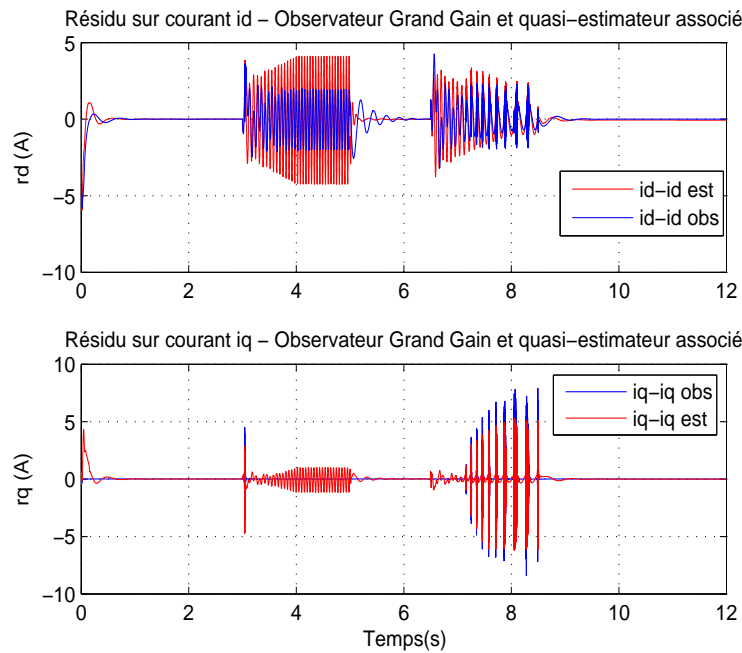 Résidu sur courant id − Observateur Grand Gain et quasi−estimateur associé
5
0
−5
−10
rd (A)
id−id est
id−id obs
0 2 4 6 8 10 12
Résidu sur courant iq − Observateur Grand Gain et quasi−estimateur associé
10
5
0
−5
−10
rq (A)
iq−iq obs
iq−iq est
0 2 4 6 8 10 12
Temps(s)